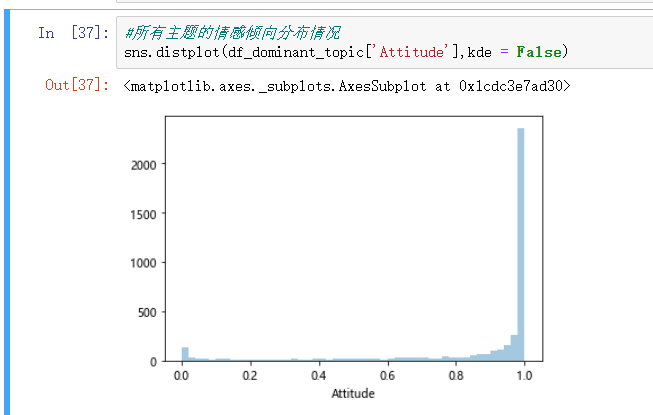 In [37]: #所有主题的情感倾向分布情况
sns.distplot(df_dominant_topic['Attitude'],kde = False)
Out[37]: <matplotlib.axes._subplots.AxesSubplot at 0x1cdc3e7ad30>
2000
1500
1000
500
0
0.0 0.2 0.4 0.6 0.8 1.0
Attitude